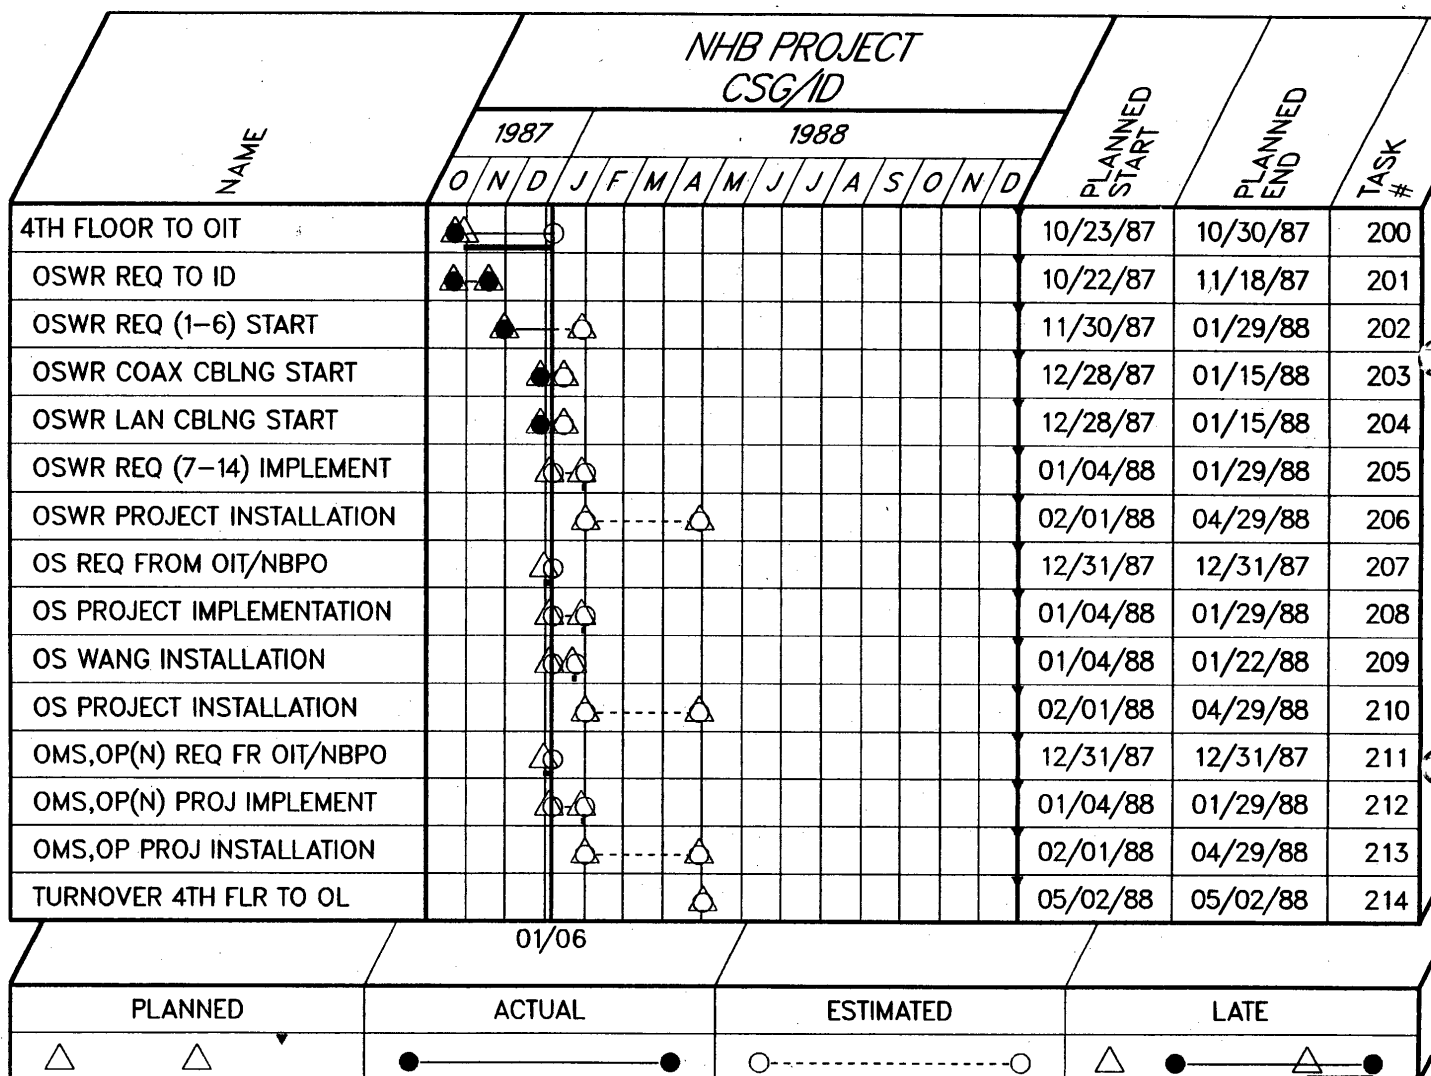 NHB PROJECT
CSG/ID
NAME
1987 1988
O N D J F M A M J J A S O N D
PLANNED START
PLANNED END
TASK #
4TH FLOOR TO OIT 10/23/87 10/30/87 200
OSWR REQ TO ID 10/22/87 11/18/87 201
OSWR REQ (1-6) START 11/30/87 01/29/88 202
OSWR COAX CBLNG START 12/28/87 01/15/88 203
OSWR LAN CBLNG START 12/28/87 01/15/88 204
OSWR REQ (7-14) IMPLEMENT 01/04/88 01/29/88 205
OSWR PROJECT INSTALLATION 02/01/88 04/29/88 206
OS REQ FROM OIT/NBPO 12/31/87 12/31/87 207
OS PROJECT IMPLEMENTATION 01/04/88 01/29/88 208
OS WANG INSTALLATION 01/04/88 01/22/88 209
OS PROJECT INSTALLATION 02/01/88 04/29/88 210
OMS,OP(N) REQ FR OIT/NBPO 12/31/87 12/31/87 211
OMS,OP(N) PROJ IMPLEMENT 01/04/88 01/29/88 212
OMS,OP PROJ INSTALLATION 02/01/88 04/29/88 213
TURNOVER 4TH FLR TO OL 05/02/88 05/02/88 214
01/06
PLANNED ACTUAL ESTIMATED LATE